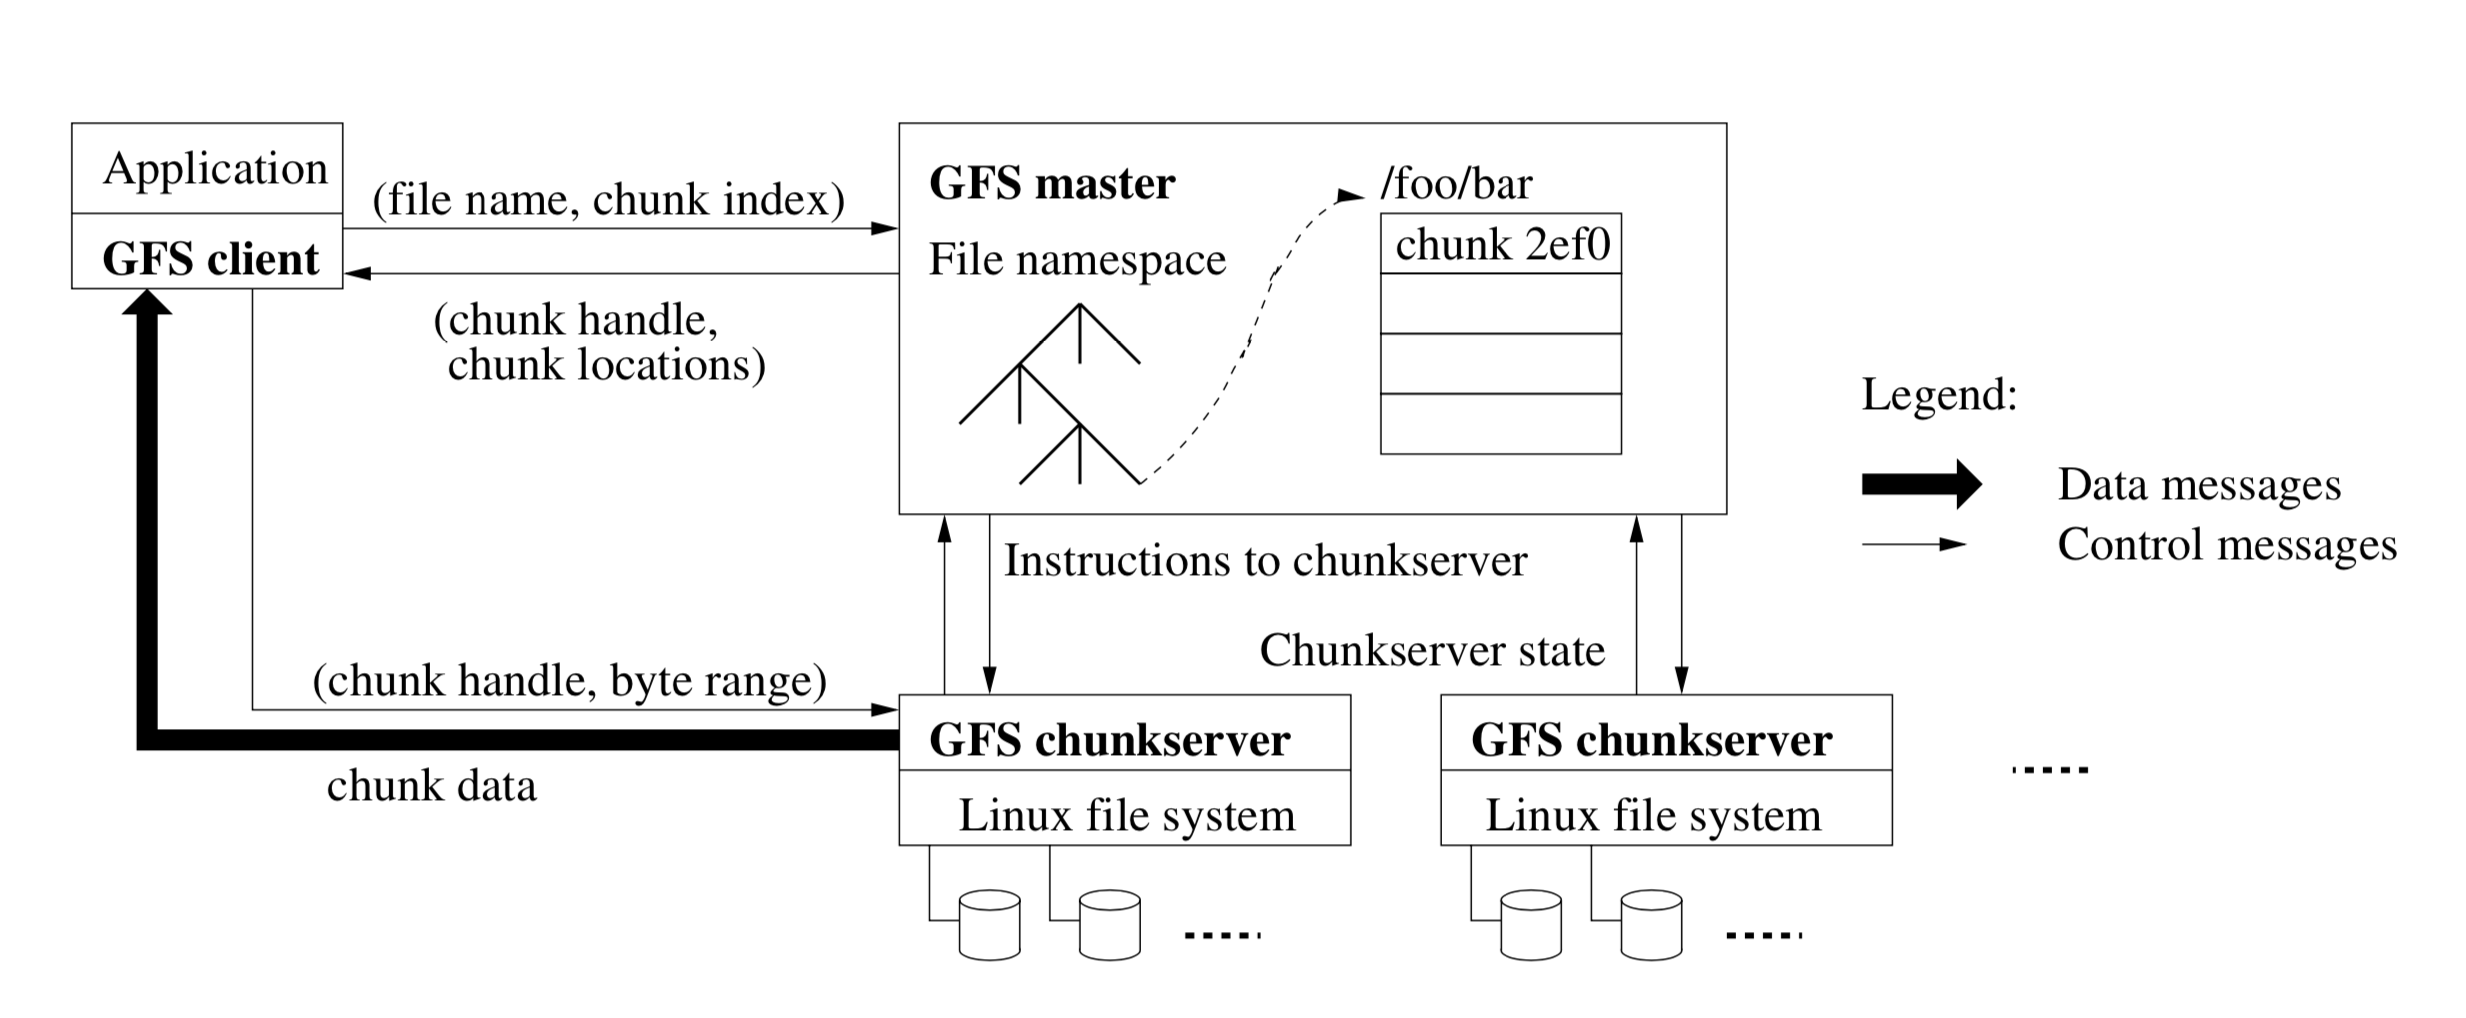 Application
GFS client
(file name, chunk index)
(chunk handle,
chunk locations)
GFS master
File namespace
/foo/bar
chunk 2ef0
Legend:
Data messages
Control messages
Instructions to chunkserver
Chunkserver state
(chunk handle, byte range)
chunk data
GFS chunkserver
Linux file system
GFS chunkserver
Linux file system